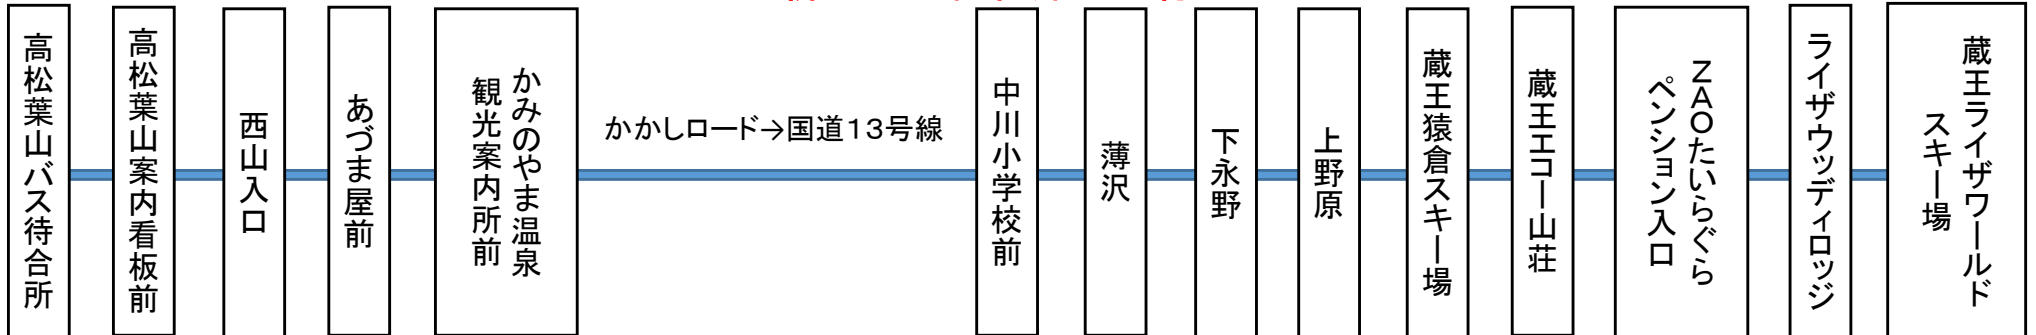 高松葉山バス待合所
高松葉山案内看板前
西山入口
あづま屋前
かみのやま温泉
観光案内所前
かかしロード→国道13号線
中川小学校前
薄沢
下永野
上野原
蔵王猿倉スキー場
蔵王エコー山荘
ZAOたいらぐら
ペンション入口
ライザウッディロッジ
蔵王ライザワールド
スキー場